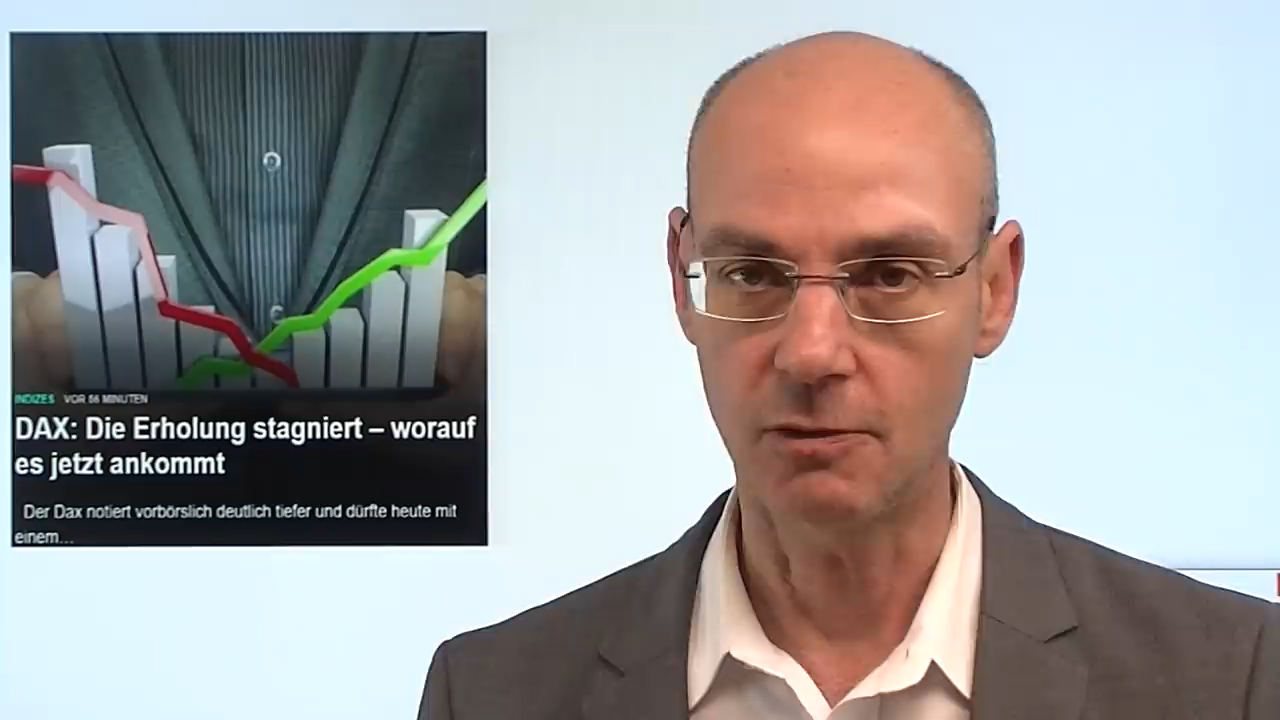 INDIZES VOR 56 MINUTEN
DAX: Die Erholung stagniert – worauf
es jetzt ankommt
Der Dax notiert vorbörslich deutlich tiefer und dürfte heute mit
einem...